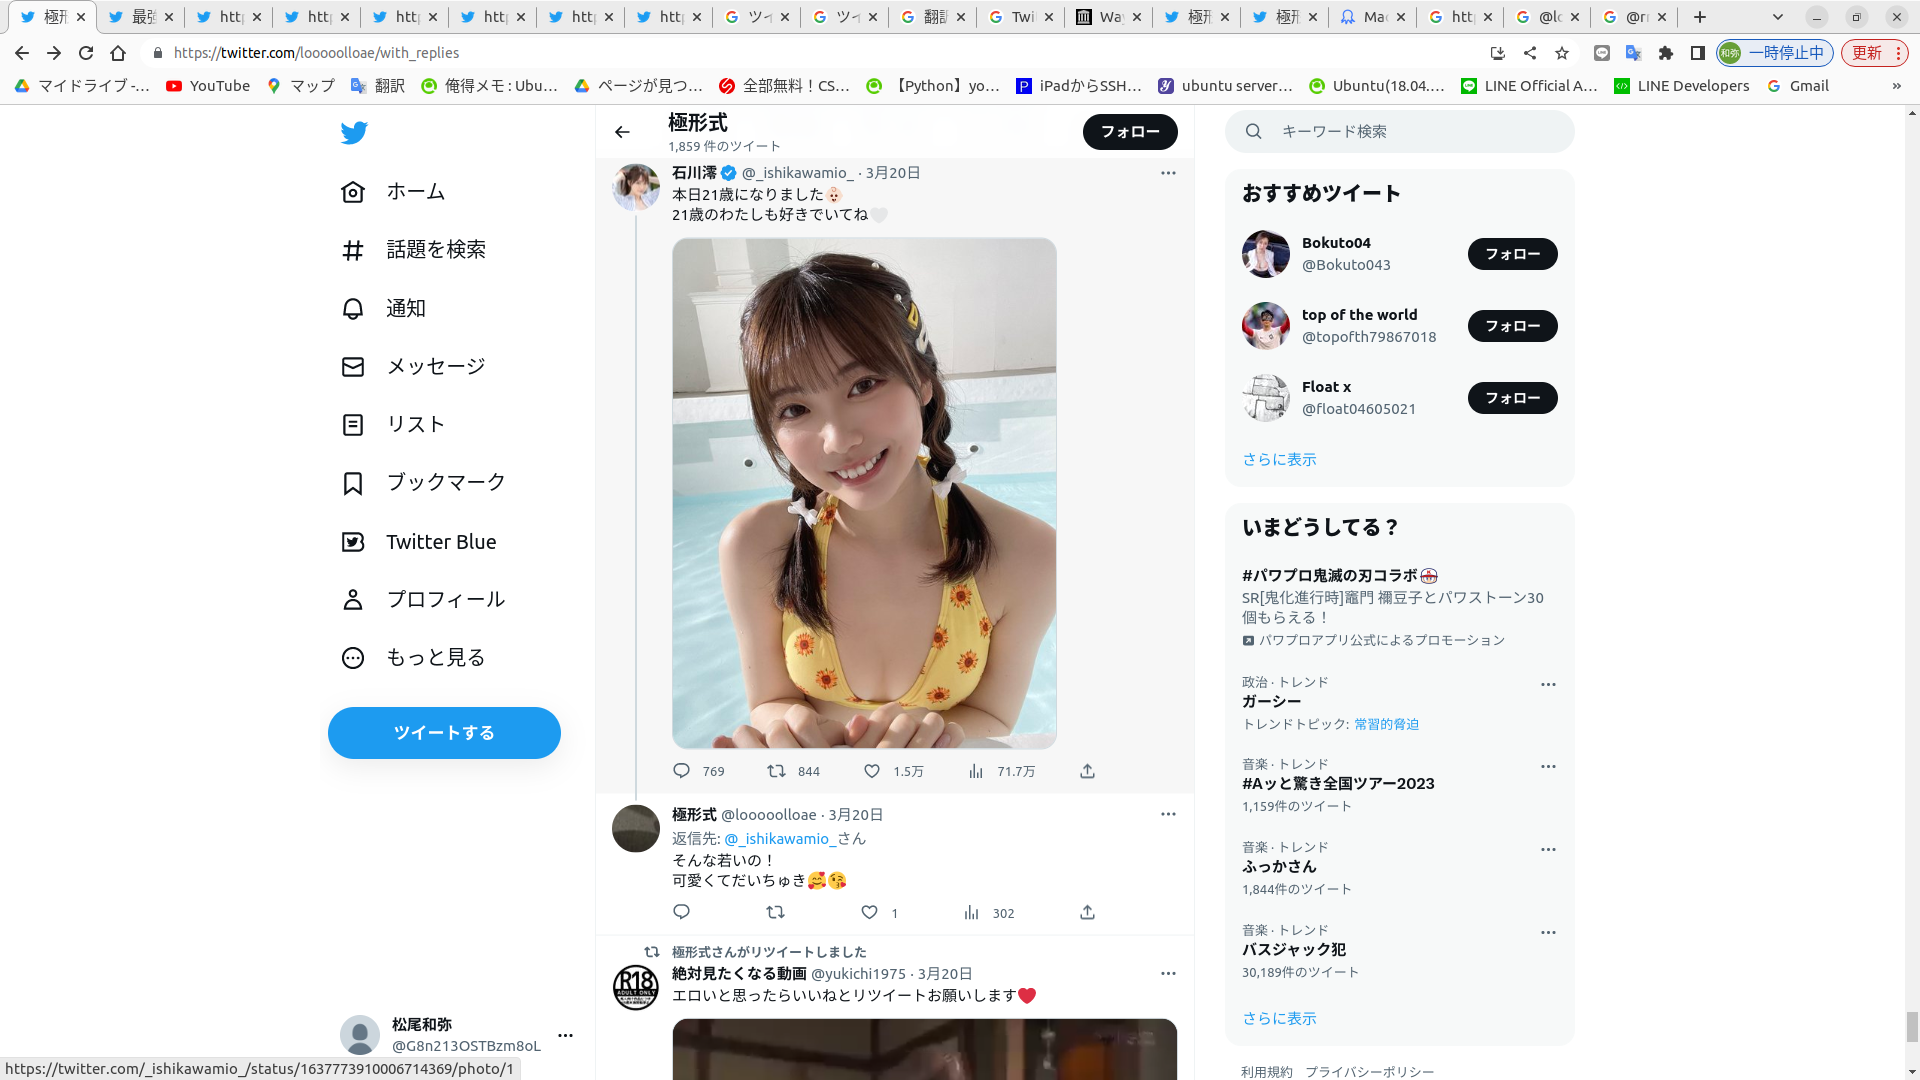 極形
最強
http
http
http
http
http
http
ツイ
ツイ
翻訳
Twi
Way
極形
極形
Mac
http
@lo
@rr
https://twitter.com/looooolloae/with_replies
和弥
一時停止中
更新
マイドライブ -...
YouTube
マップ
翻訳
俺得メモ : Ubu...
ページが見つ...
全部無料！CS...
【Python】yo...
iPadからSSH...
ubuntu server...
Ubuntu(18.04....
LINE Official A...
LINE Developers
Gmail
»
ホーム
話題を検索
通知
メッセージ
リスト
ブックマーク
Twitter Blue
プロフィール
もっと見る
ツイートする
松尾和弥
@G8n213OSTBzm8oL
https://twitter.com/_ishikawamio_/status/1637773910006714369/photo/1
極形式
1,859 件のツイート
フォロー
石川澪 @_ishikawamio_ · 3月20日
本日21歳になりました👶🏻
21歳のわたしも好きでいてね🤍
769
844
1.5万
71.7万
極形式 @looooolloae · 3月20日
返信先: @_ishikawamio_さん
そんな若いの！
可愛くてだいちゅき🥰😘
1
302
極形式さんがリツイートしました
R18
ADULT ONLY
絶対見たくなる動画 @yukichi1975 · 3月20日
エロいと思ったらいいねとリツイートお願いします❤
キーワード検索
おすすめツイート
Bokuto04
@Bokuto043
フォロー
top of the world
@topofth79867018
フォロー
Float x
@float04605021
フォロー
さらに表示
いまどうしてる？
#パワプロ鬼滅の刃コラボ
SR[鬼化進行時]竈門 禰豆子とパワストーン30
個もらえる！
パワプロアプリ公式によるプロモーション
政治 · トレンド
ガーシー
トレンドトピック: 常習的脅迫
音楽 · トレンド
#Aッと驚き全国ツアー2023
1,159件のツイート
音楽 · トレンド
ふっかさん
1,844件のツイート
音楽 · トレンド
バスジャック犯
30,189件のツイート
さらに表示
利用規約 プライバシーポリシー